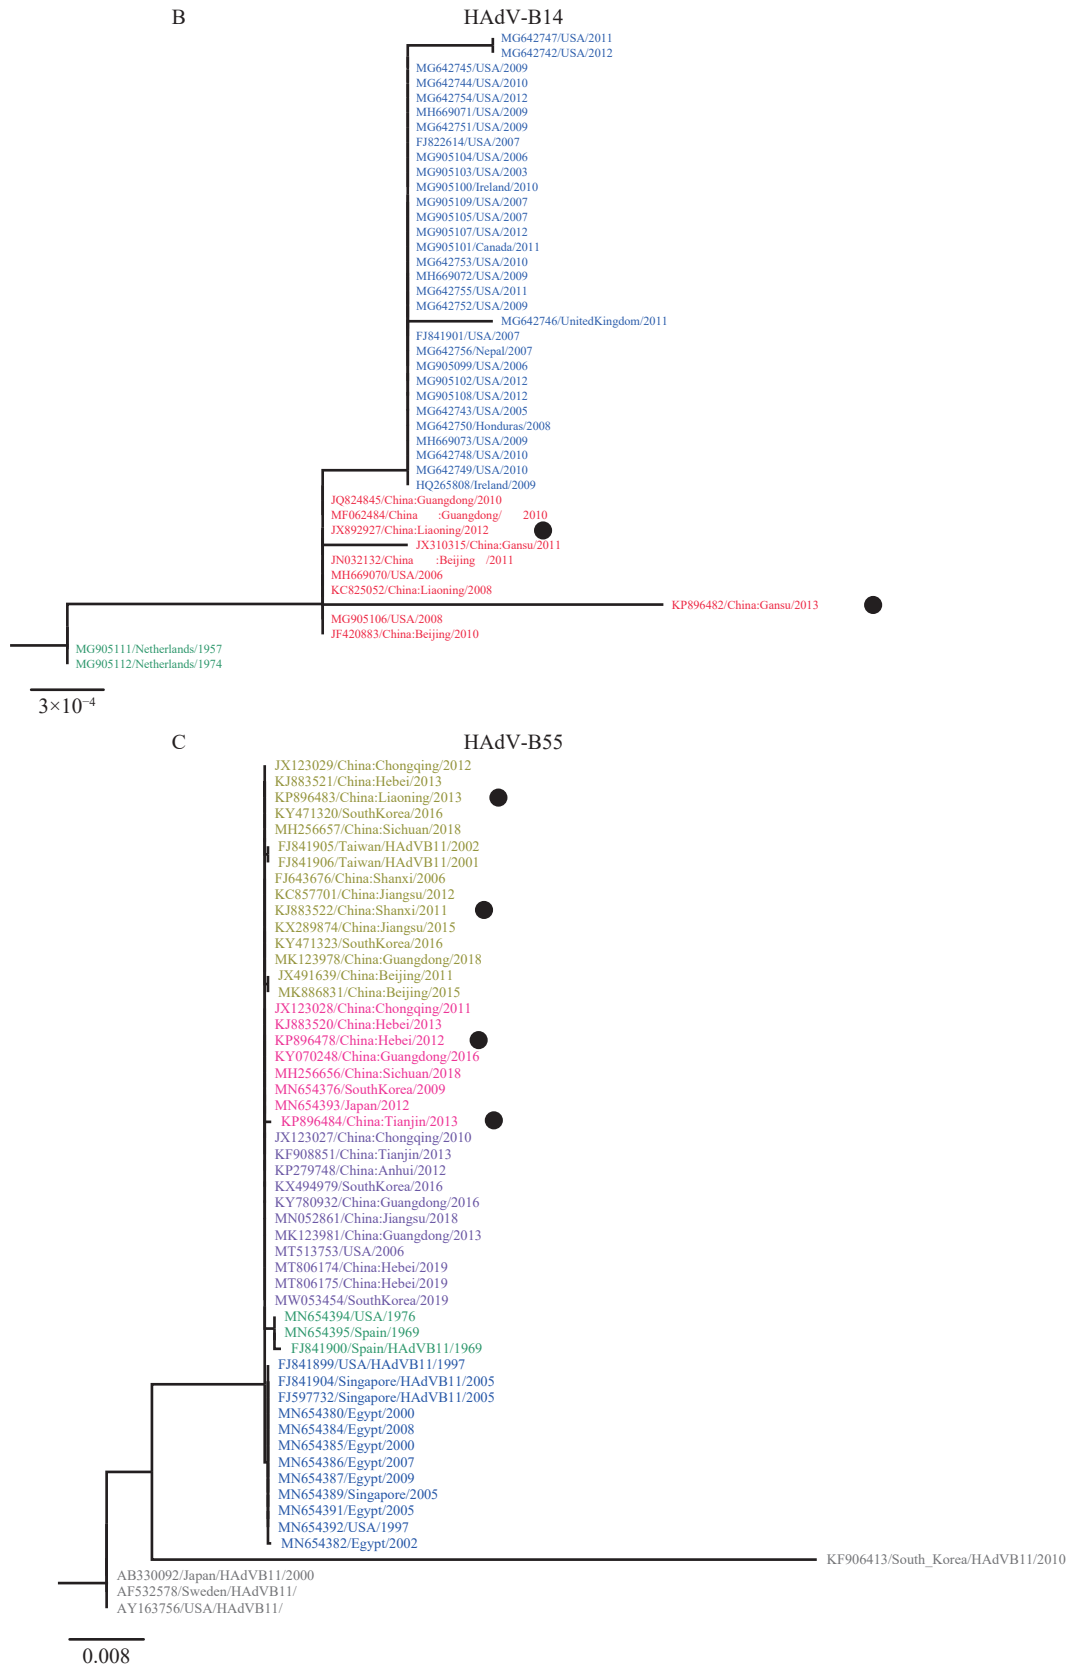 B
HAdV-B14
MG642747/USA/2011
MG642742/USA/2012
MG642745/USA/2009
MG642744/USA/2010
MG642754/USA/2012
MH669071/USA/2009
MG642751/USA/2009
FJ822614/USA/2007
MG905104/USA/2006
MG905103/USA/2003
MG905100/Ireland/2010
MG905109/USA/2007
MG905105/USA/2007
MG905107/USA/2012
MG905101/Canada/2011
MG642753/USA/2010
MH669072/USA/2009
MG642755/USA/2011
MG642752/USA/2009
MG642746/UnitedKingdom/2011
FJ841901/USA/2007
MG642756/Nepal/2007
MG905099/USA/2006
MG905102/USA/2012
MG905108/USA/2012
MG642743/USA/2005
MG642750/Honduras/2008
MH669073/USA/2009
MG642748/USA/2010
MG642749/USA/2010
HQ265808/Ireland/2009
JQ824845/China:Guangdong/2010
MF062484/China :Guangdong/ 2010
JX892927/China:Liaoning/2012
JX310315/China:Gansu/2011
JN032132/China :Beijing /2011
MH669070/USA/2006
KC825052/China:Liaoning/2008
KP896482/China:Gansu/2013
MG905106/USA/2008
JF420883/China:Beijing/2010
MG905111/Netherlands/1957
MG905112/Netherlands/1974
3×10⁻⁴
C
HAdV-B55
JX123029/China:Chongqing/2012
KJ883521/China:Hebei/2013
KP896483/China:Liaoning/2013
KY471320/SouthKorea/2016
MH256657/China:Sichuan/2018
FJ841905/Taiwan/HAdVB11/2002
FJ841906/Taiwan/HAdVB11/2001
FJ643676/China:Shanxi/2006
KC857701/China:Jiangsu/2012
KJ883522/China:Shanxi/2011
KX289874/China:Jiangsu/2015
KY471323/SouthKorea/2016
MK123978/China:Guangdong/2018
JX491639/China:Beijing/2011
MK886831/China:Beijing/2015
JX123028/China:Chongqing/2011
KJ883520/China:Hebei/2013
KP896478/China:Hebei/2012
KY070248/China:Guangdong/2016
MH256656/China:Sichuan/2018
MN654376/SouthKorea/2009
MN654393/Japan/2012
KP896484/China:Tianjin/2013
JX123027/China:Chongqing/2010
KF908851/China:Tianjin/2013
KP279748/China:Anhui/2012
KX494979/SouthKorea/2016
KY780932/China:Guangdong/2016
MN052861/China:Jiangsu/2018
MK123981/China:Guangdong/2013
MT513753/USA/2006
MT806174/China:Hebei/2019
MT806175/China:Hebei/2019
MW053454/SouthKorea/2019
MN654394/USA/1976
MN654395/Spain/1969
FJ841900/Spain/HAdVB11/1969
FJ841899/USA/HAdVB11/1997
FJ841904/Singapore/HAdVB11/2005
FJ597732/Singapore/HAdVB11/2005
MN654380/Egypt/2000
MN654384/Egypt/2008
MN654385/Egypt/2000
MN654386/Egypt/2007
MN654387/Egypt/2009
MN654389/Singapore/2005
MN654391/Egypt/2005
MN654392/USA/1997
MN654382/Egypt/2002
KF906413/South_Korea/HAdVB11/2010
AB330092/Japan/HAdVB11/2000
AF532578/Sweden/HAdVB11/
AY163756/USA/HAdVB11/
0.008